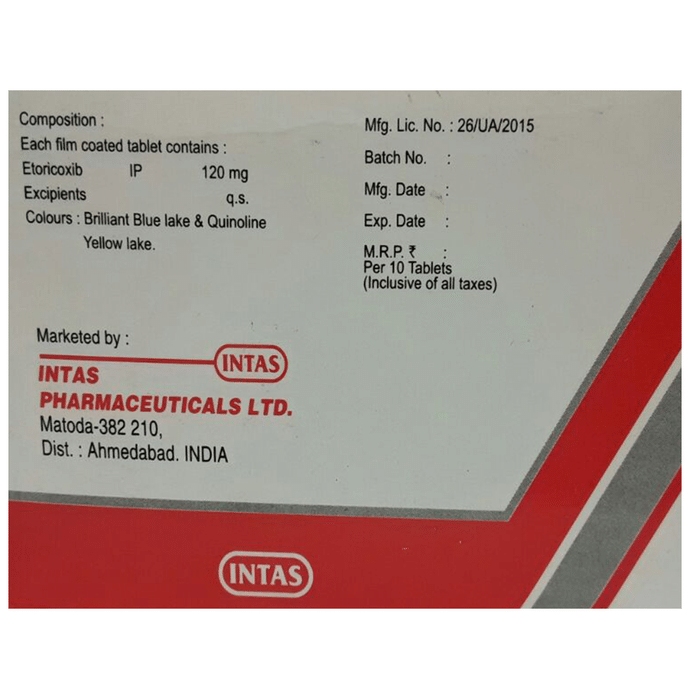 Composition :
Each film coated tablet contains :
Etoricoxib IP 120 mg
Excipients q.s.
Colours : Brilliant Blue lake & Quinoline
Yellow lake.
Mfg. Lic. No. : 26/UA/2015
Batch No. :
Mfg. Date :
Exp. Date :
M.R.P. ₹ :
Per 10 Tablets
(Inclusive of all taxes)
Marketed by :
INTAS
INTAS
PHARMACEUTICALS LTD.
Matoda-382 210,
Dist. : Ahmedabad. INDIA
INTAS